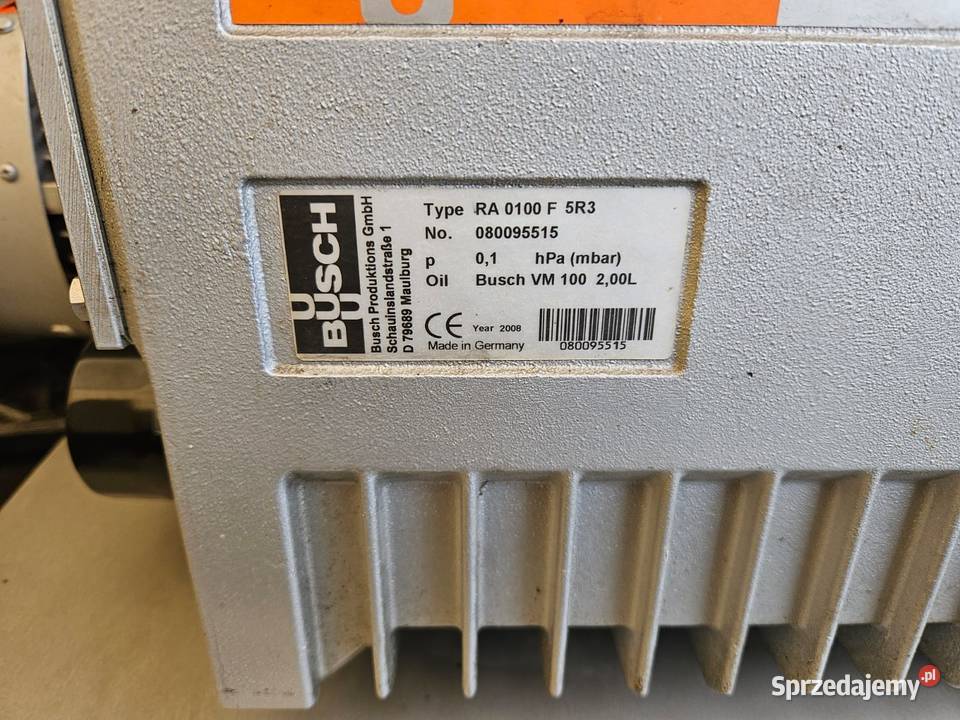 BUSCH
Busch Produktions GmbH
Schauinslandstraße 1
D 79689 Maulburg
Type RA 0100 F 5R3
No. 080095515
p 0,1 hPa (mbar)
Oil Busch VM 100 2,00L
CE Year 2008
Made in Germany
080095515
Sprzedajemy.pl